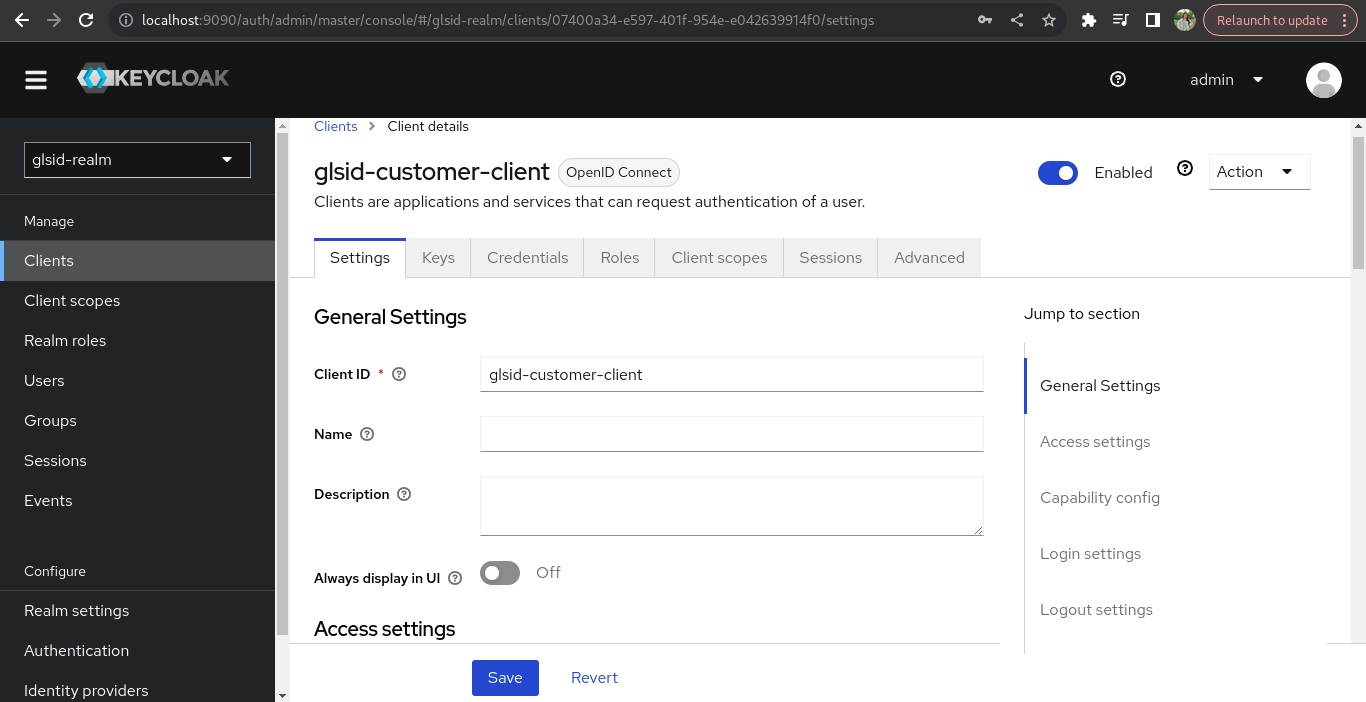 localhost:9090/auth/admin/master/console/#/glsid-realm/clients/07400a34-e597-401f-954e-e042639914f0/settings
Relaunch to update
KEYCLOAK
admin
glsid-realm
Manage
Clients
Client scopes
Realm roles
Users
Groups
Sessions
Events
Configure
Realm settings
Authentication
Identity providers
Clients > Client details
glsid-customer-client OpenID Connect
Enabled
Action
Clients are applications and services that can request authentication of a user.
Settings Keys Credentials Roles Client scopes Sessions Advanced
General Settings
Client ID *
glsid-customer-client
Name
Description
Always display in UI
Off
Access settings
Save Revert
Jump to section
General Settings
Access settings
Capability config
Login settings
Logout settings